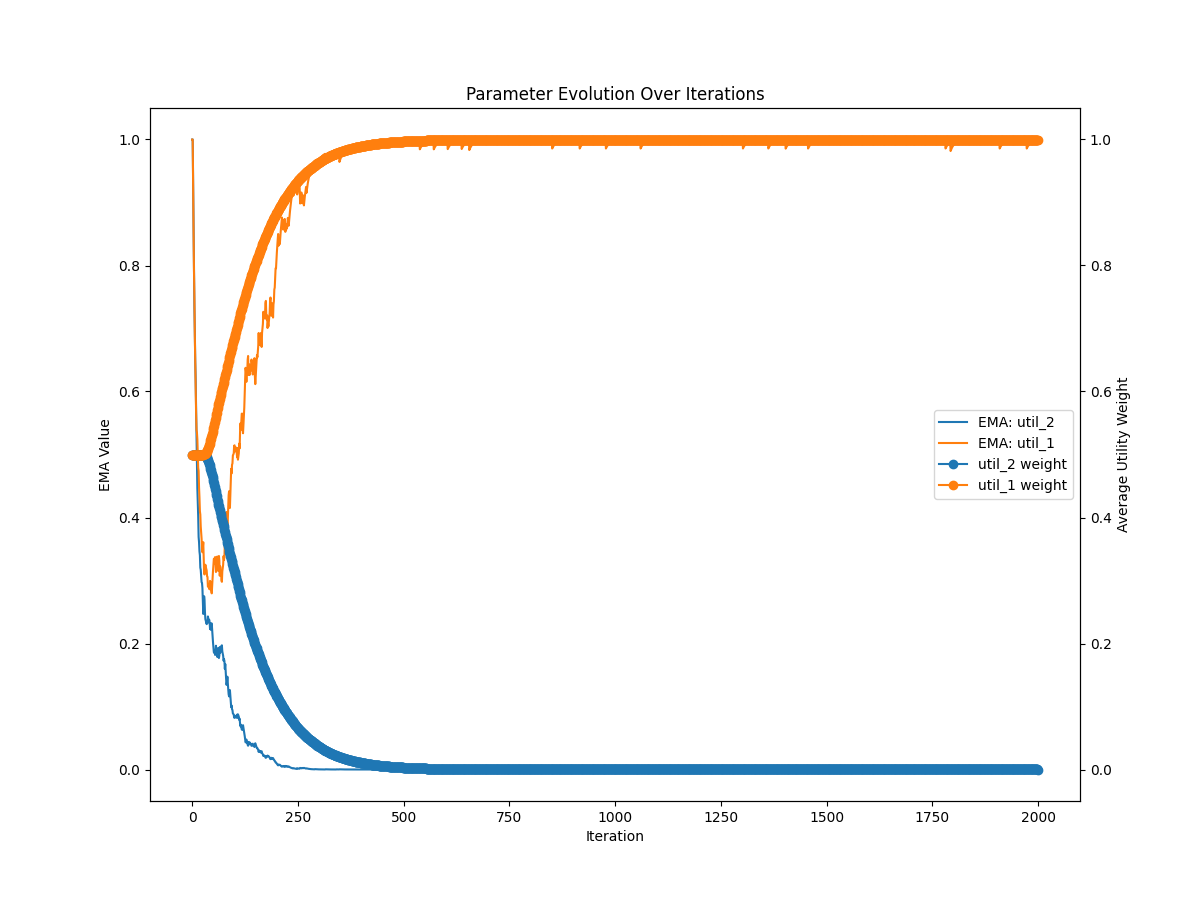 Parameter Evolution Over Iterations
1.0
0.8
0.6
0.4
0.2
0.0
EMA Value
0
250
500
750
1000
1250
1500
1750
2000
Iteration
1.0
0.8
0.6
0.4
0.2
0.0
Average Utility Weight
EMA: util_2
EMA: util_1
util_2 weight
util_1 weight